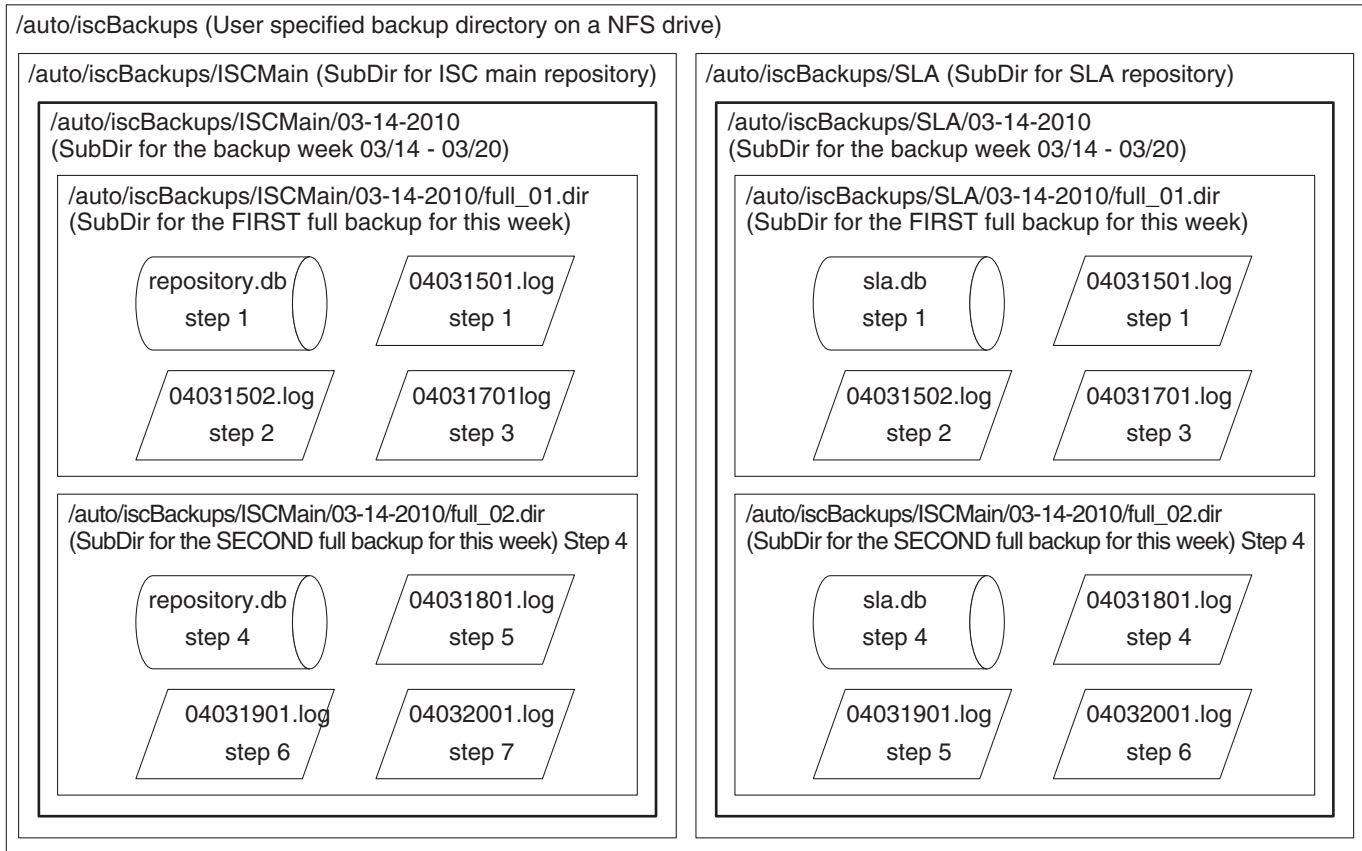 /auto/iscBackups (User specified backup directory on a NFS drive)
/auto/iscBackups/ISCMain (SubDir for ISC main repository)
/auto/iscBackups/ISCMain/03-14-2010
(SubDir for the backup week 03/14 - 03/20)
/auto/iscBackups/ISCMain/03-14-2010/full_01.dir
(SubDir for the FIRST full backup for this week)
repository.db
step 1
04031501.log
step 1
04031502.log
step 2
04031701log
step 3
/auto/iscBackups/ISCMain/03-14-2010/full_02.dir
(SubDir for the SECOND full backup for this week) Step 4
repository.db
step 4
04031801.log
step 5
04031901.log
step 6
04032001.log
step 7
/auto/iscBackups/SLA (SubDir for SLA repository)
/auto/iscBackups/SLA/03-14-2010
(SubDir for the backup week 03/14 - 03/20)
/auto/iscBackups/SLA/03-14-2010/full_01.dir
(SubDir for the FIRST full backup for this week)
sla.db
step 1
04031501.log
step 1
04031502.log
step 2
04031701.log
step 3
/auto/iscBackups/ISCMain/03-14-2010/full_02.dir
(SubDir for the SECOND full backup for this week) Step 4
sla.db
step 4
04031801.log
step 4
04031901.log
step 5
04032001.log
step 6